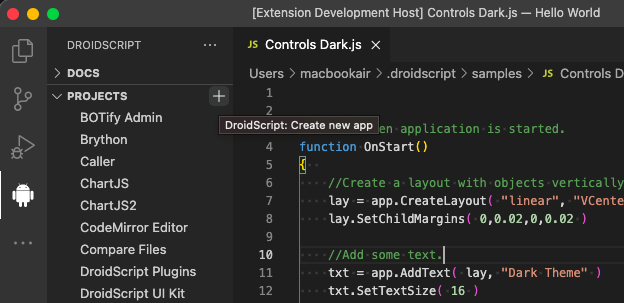 [Extension Development Host] Controls Dark.js — Hello World
DROIDSCRIPT ···
JS Controls Dark.js ×
DOCS
Users > macbookair > .droidscript > samples > JS Controls D
PROJECTS +
DroidScript: Create new app
BOTify Admin
Brython
Caller
ChartJS
ChartJS2
CodeMirror Editor
Compare Files
DroidScript Plugins
DroidScript UI Kit
1
2
en application is started.
4 function OnStart()
5 {
6 //Create a layout with objects vertically
7 lay = app.CreateLayout( "linear", "VCente
8 lay.SetChildMargins( 0,0.02,0,0.02 )
9
10 //Add some text.
11 txt = app.AddText( lay, "Dark Theme" )
12 txt.SetTextSize( 16 )